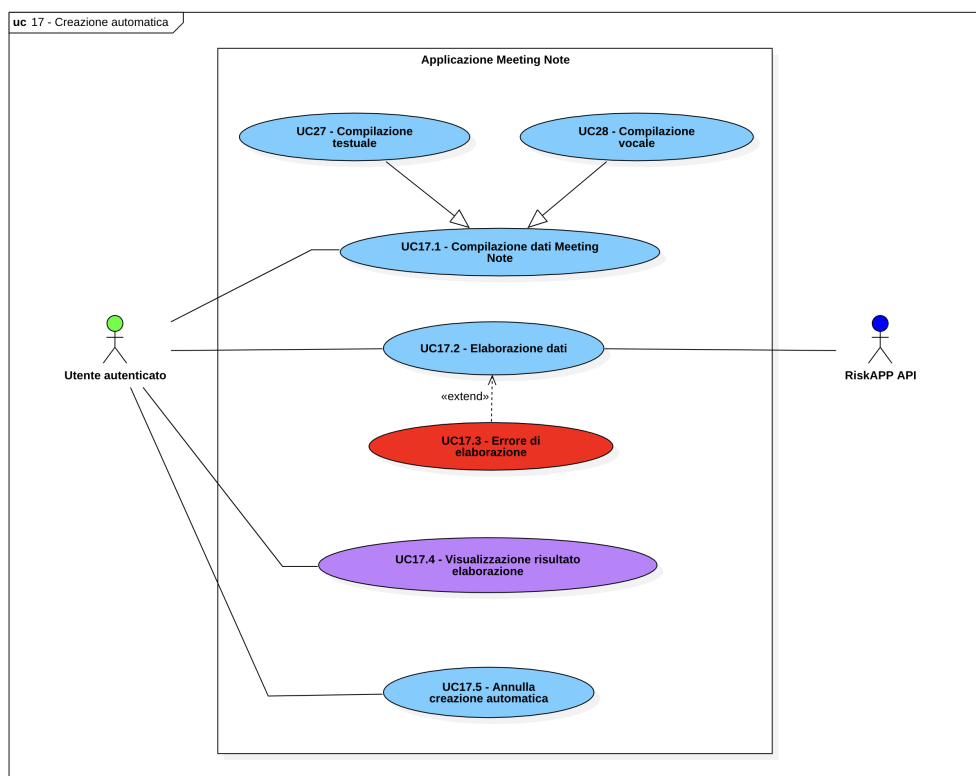 uc 17 - Creazione automatica
Applicazione Meeting Note
UC27 - Compilazione
testuale
UC28 - Compilazione
vocale
UC17.1 - Compilazione dati Meeting
Note
UC17.2 - Elaborazione dati
Utente autenticato
RiskAPP API
«extend»
UC17.3 - Errore di
elaborazione
UC17.4 - Visualizzazione risultato
elaborazione
UC17.5 - Annulla
creazione automatica